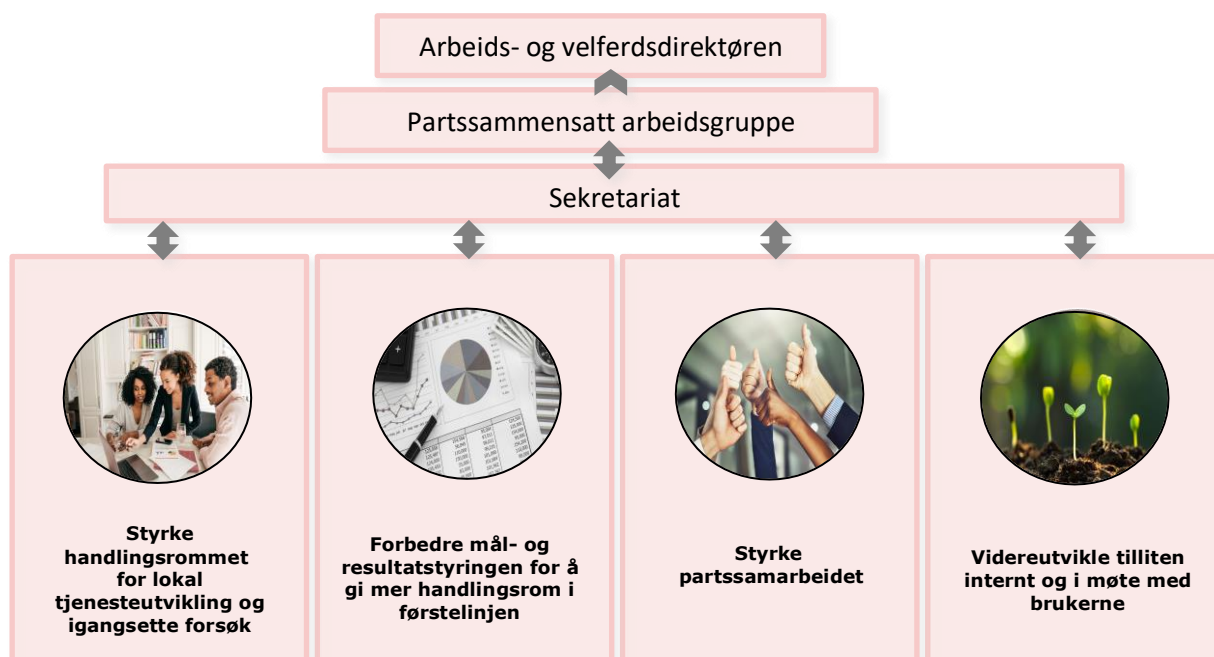 Arbeids- og velferdsdirektøren
Partssammensatt arbeidsgruppe
Sekretariat
Styrke
handlingsrommet
for lokal
tjenesteutvikling og
igangsette forsøk
Forbedre mål- og
resultatstyringen for å
gi mer handlingsrom i
førstelinjen
Styrke
partssamarbeidet
Videreutvikle tilliten
internt og i møte med
brukerne